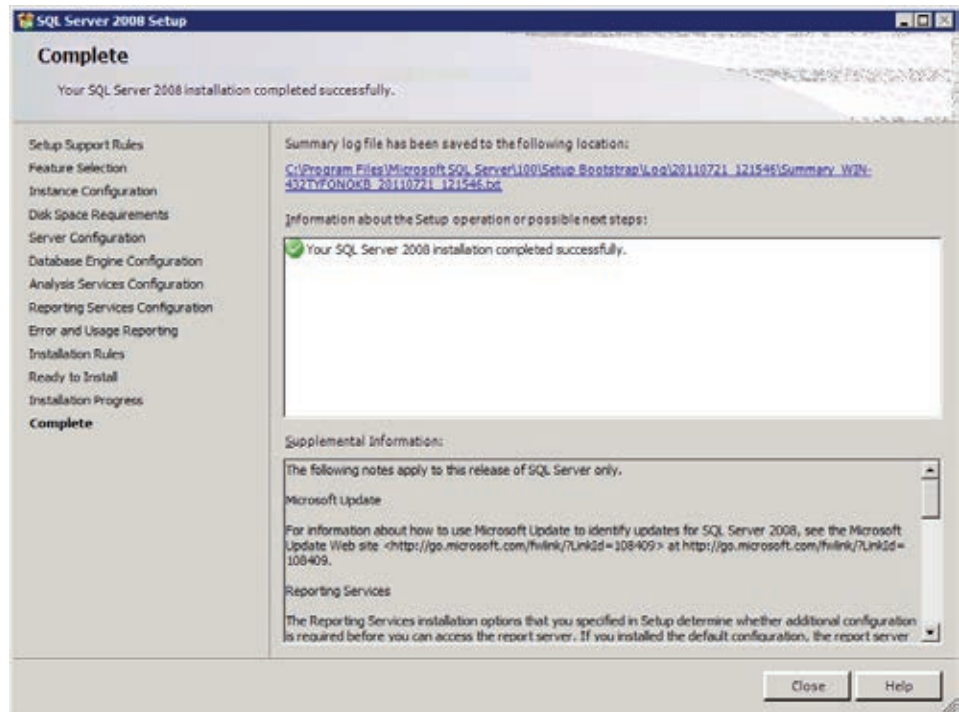 SQL Server 2008 Setup
Complete
Your SQL Server 2008 installation completed successfully.
Setup Support Rules
Feature Selection
Instance Configuration
Disk Space Requirements
Server Configuration
Database Engine Configuration
Analysis Services Configuration
Reporting Services Configuration
Error and Usage Reporting
Installation Rules
Ready to Install
Installation Progress
Complete
Summary log file has been saved to the following location:
C:\Program Files\Microsoft SQL Server\100\Setup Bootstrap\Log\20110721_121546\Summary_WIN-
432TYFONOKB_20110721_121546.txt
Information about the Setup operation or possible next steps:
Your SQL Server 2008 installation completed successfully.
Supplemental Information:
The following notes apply to this release of SQL Server only.
Microsoft Update
For information about how to use Microsoft Update to identify updates for SQL Server 2008, see the Microsoft
Update Web site <http://go.microsoft.com/fwlink/?LinkId=108409> at http://go.microsoft.com/fwlink/?LinkId=
108409.
Reporting Services
The Reporting Services installation options that you specified in Setup determine whether additional configuration
is required before you can access the report server. If you installed the default configuration, the report server
Close
Help